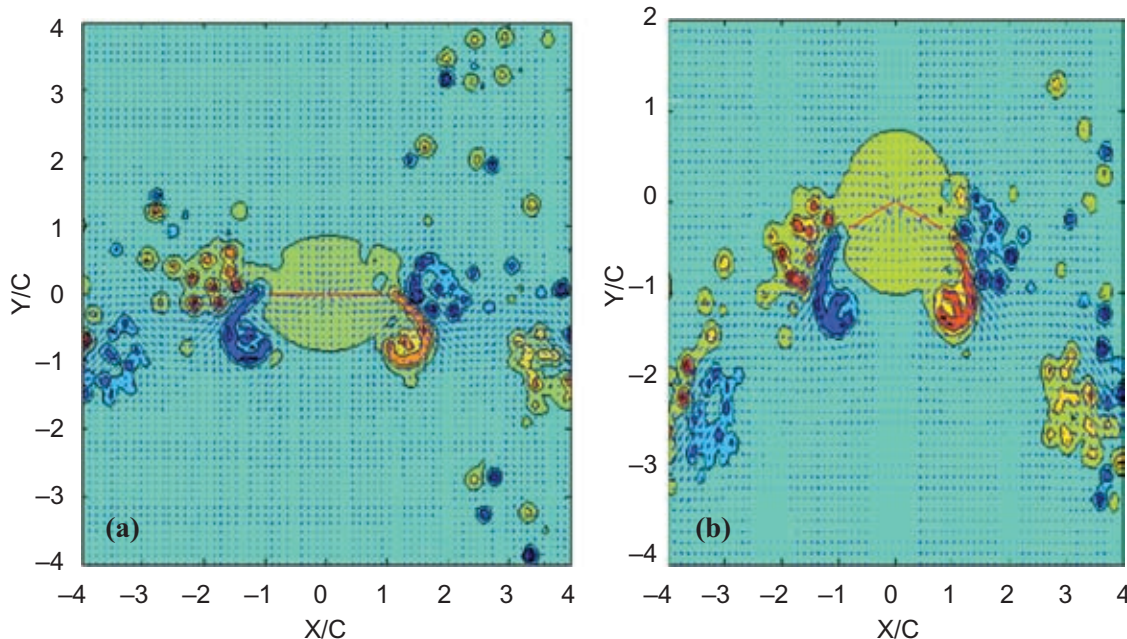 4
3
2
1
0
–1
–2
–3
–4
Y/C
(a)
–4 –3 –2 –1 0 1 2 3 4
X/C
2
1
0
–1
–2
–3
–4
Y/C
(b)
–4 –3 –2 –1 0 1 2 3 4
X/C